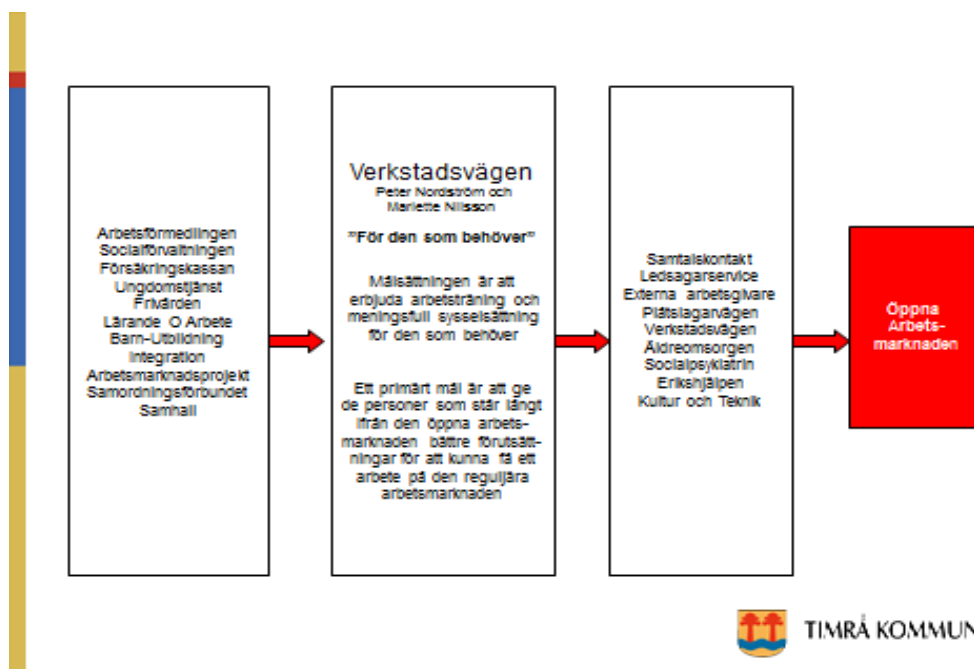 Arbetsförmedlingen
Socialförvaltningen
Försäkringskassan
Ungdomstjänst
Frivården
Lärande O Arbete
Barn-Utbildning
Integration
Arbetsmarknadsprojekt
Samordningsförbundet
Samhall
Verkstadsvägen
Peter Nordström och
Mariette Nilsson
”För den som behöver”
Målsättningen är att
erbjuda arbetsträning och
meningsfull sysselsättning
för den som behöver
Ett primärt mål är att ge
de personer som står långt
ifrån den öppna arbets-
marknaden bättre förutsätt-
ningar för att kunna få ett
arbete på den reguljära
arbetsmarknaden
Samtalskontakt
Ledsagarservice
Externa arbetsgivare
Plåtslagarvägen
Verkstadsvägen
Äldreomsorgen
Socialpsykiatrin
Erikshjälpen
Kultur och Teknik
Öppna
Arbets-
marknaden
TIMRÅ KOMMUN